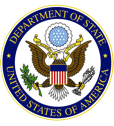 DEPARTMENT OF STATE
UNITED STATES OF AMERICA